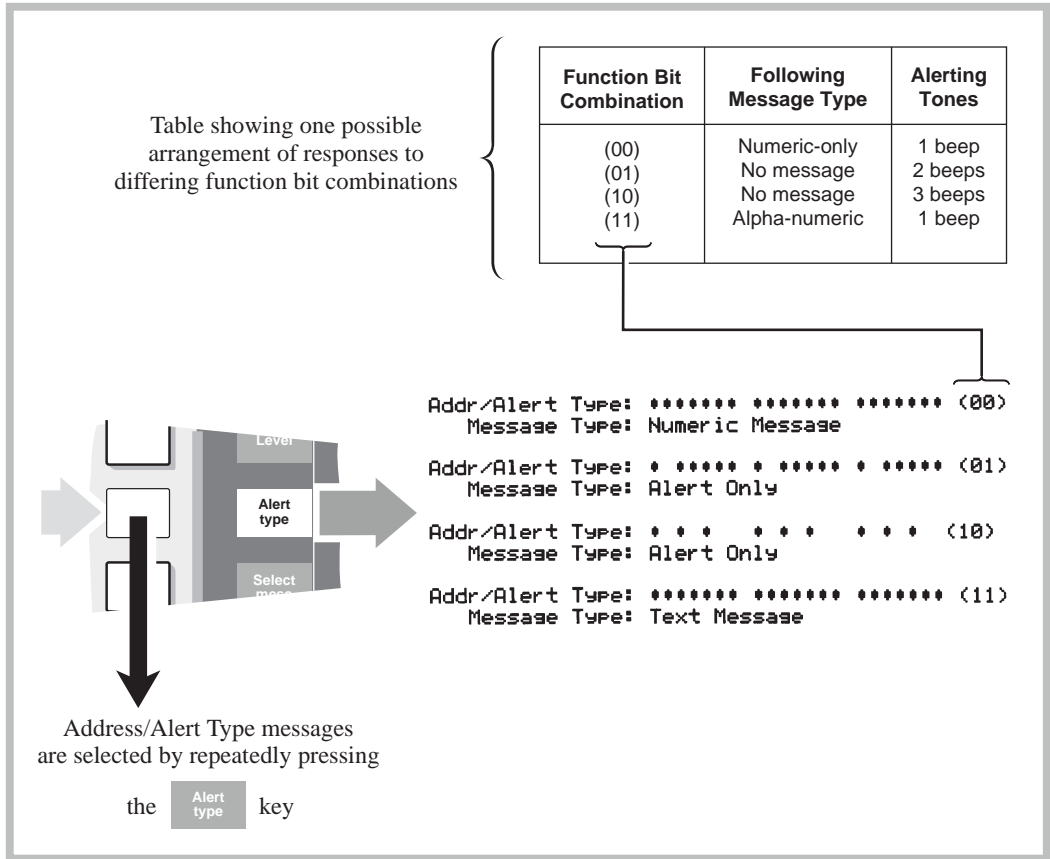 Table showing one possible
arrangement of responses to
differing function bit combinations
Function Bit Combination	Following Message Type	Alerting Tones
(00)	Numeric-only	1 beep
(01)	No message	2 beeps
(10)	No message	3 beeps
(11)	Alpha-numeric	1 beep
Level
Alert
type
Select
Addr/Alert Type: ♦♦♦♦♦♦♦ ♦♦♦♦♦♦♦ ♦♦♦♦♦♦♦ (00)
Message Type: Numeric Message
Addr/Alert Type: ♦ ♦♦♦♦♦ ♦ ♦♦♦♦♦ ♦ ♦♦♦♦♦ (01)
Message Type: Alert Only
Addr/Alert Type: ♦ ♦ ♦ ♦ ♦ ♦ ♦ ♦ ♦ (10)
Message Type: Alert Only
Addr/Alert Type: ♦♦♦♦♦♦♦ ♦♦♦♦♦♦♦ ♦♦♦♦♦♦♦ (11)
Message Type: Text Message
Address/Alert Type messages
are selected by repeatedly pressing
the Alert type key